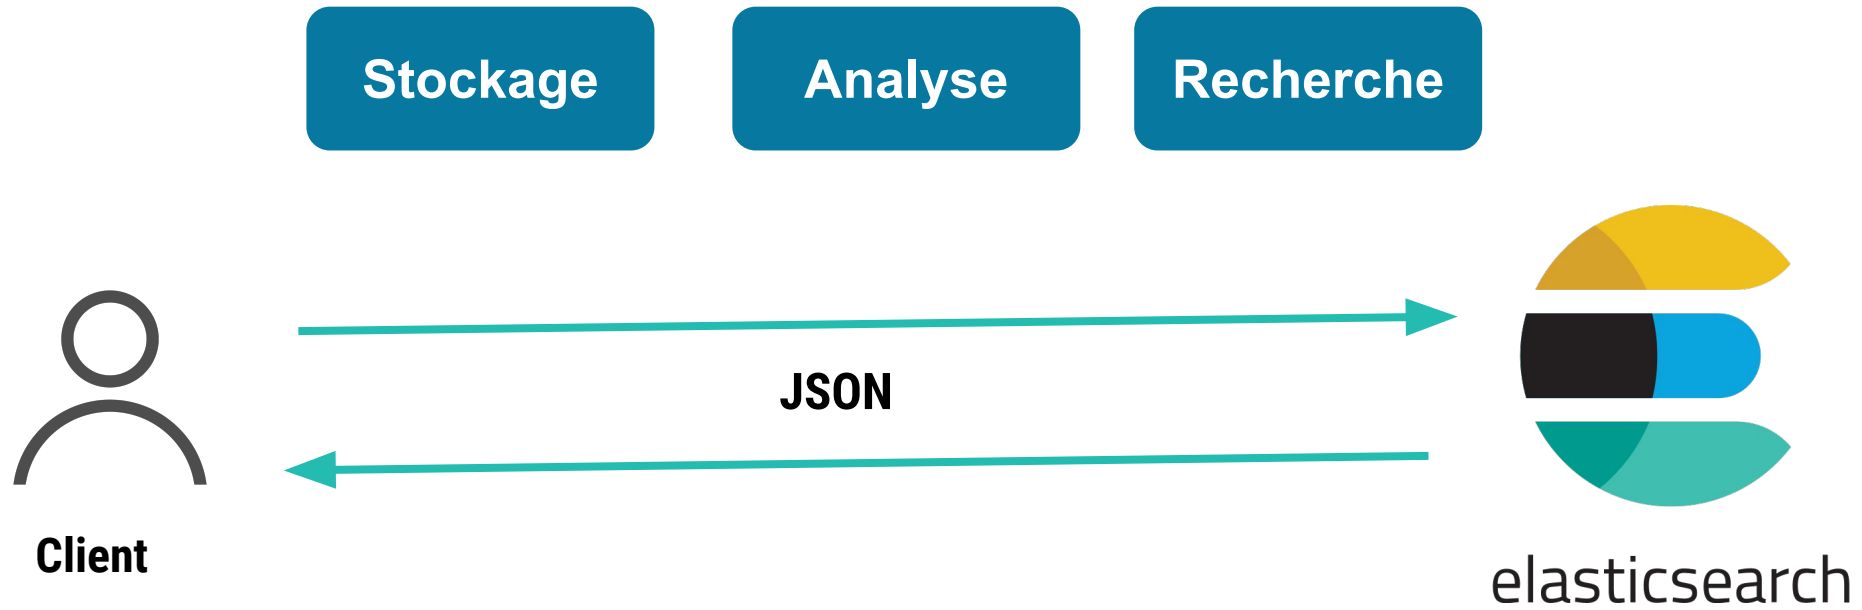 Stockage
Analyse
Recherche
JSON
Client
elasticsearch